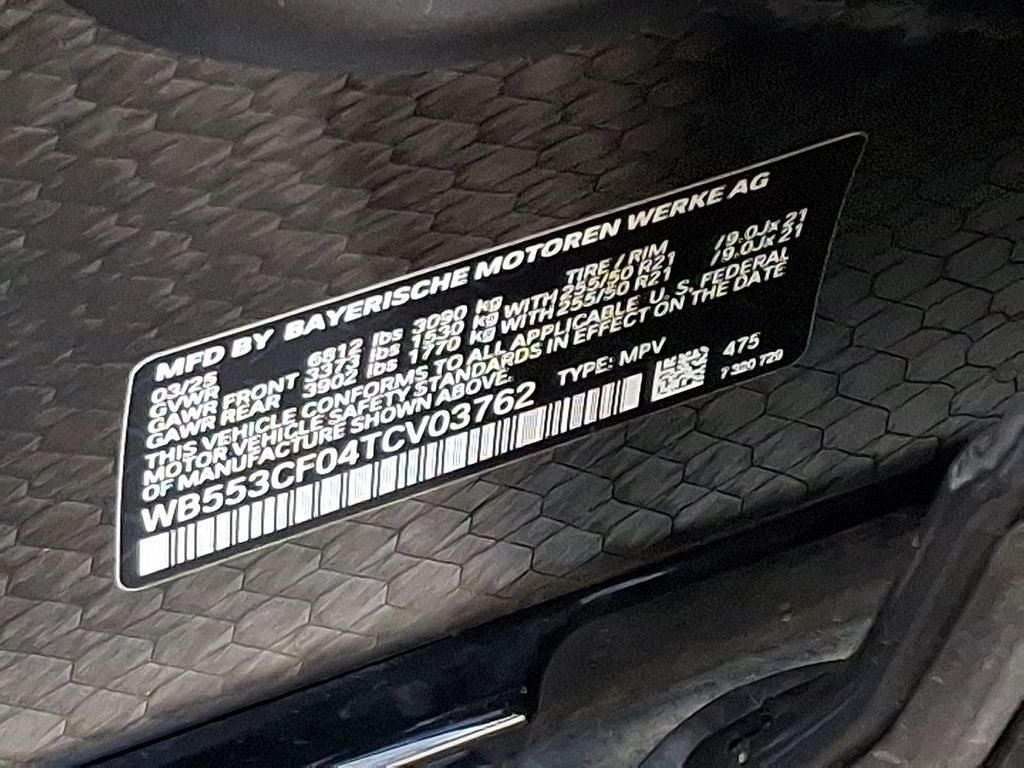 MFD BY BAYERISCHE MOTOREN WERKE AG
03/25 TIRE / RIM
GVWR 6812 lbs 3090 kg
GAWR FRONT 3373 lbs 1530 kg WITH 255/50 R21 /9.0Jx 21
GAWR REAR 3902 lbs 1770 kg WITH 255/50 R21 /9.0Jx 21
THIS VEHICLE CONFORMS TO ALL APPLICABLE U. S. FEDERAL
MOTOR VEHICLE SAFETY STANDARDS IN EFFECT ON THE DATE
OF MANUFACTURE SHOWN ABOVE.
WB553CF04TCV03762 TYPE: MPV 475
7 320 729